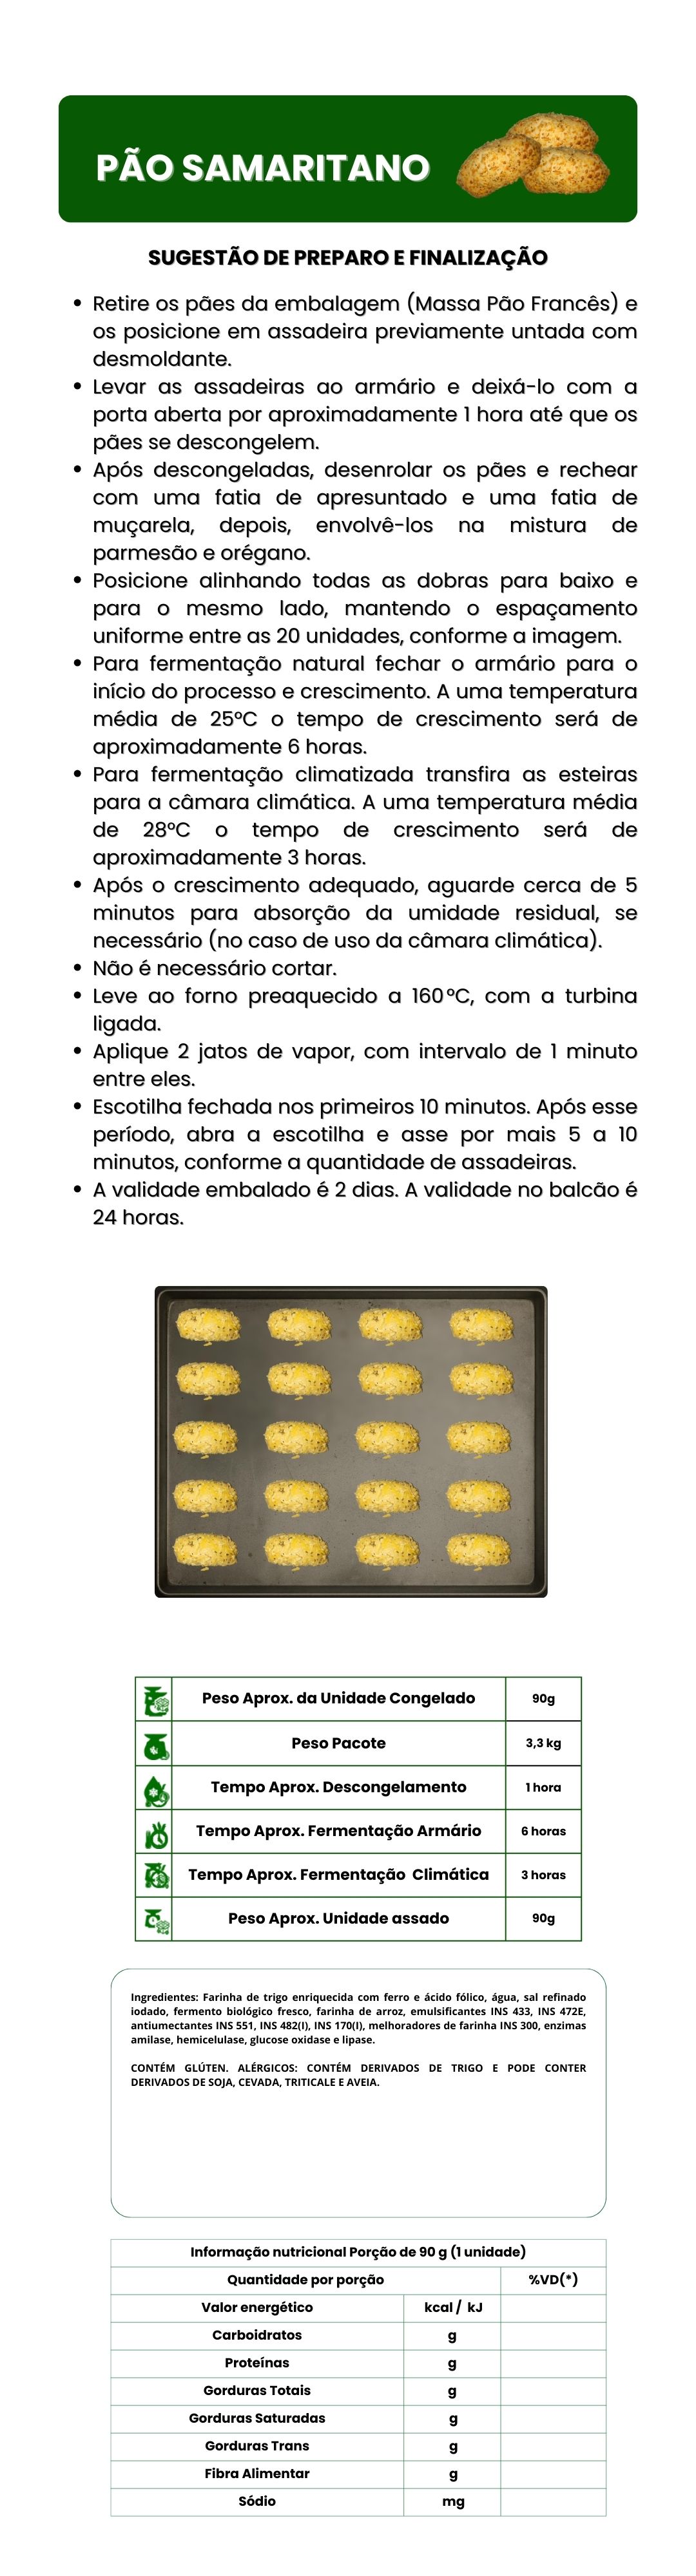 PÃO SAMARITANO
SUGESTÃO DE PREPARO E FINALIZAÇÃO
• Retire os pães da embalagem (Massa Pão Francês) e
os posicione em assadeira previamente untada com
desmoldante.
• Levar as assadeiras ao armário e deixá-lo com a
porta aberta por aproximadamente 1 hora até que os
pães se descongelem.
• Após descongeladas, desenrolar os pães e rechear
com uma fatia de apresuntado e uma fatia de
muçarela, depois, envolvê-los na mistura de
parmesão e orégano.
• Posicione alinhando todas as dobras para baixo e
para o mesmo lado, mantendo o espaçamento
uniforme entre as 20 unidades, conforme a imagem.
• Para fermentação natural fechar o armário para o
início do processo e crescimento. A uma temperatura
média de 25°C o tempo de crescimento será de
aproximadamente 6 horas.
• Para fermentação climatizada transfira as esteiras
para a câmara climática. A uma temperatura média
de 28°C o tempo de crescimento será de
aproximadamente 3 horas.
• Após o crescimento adequado, aguarde cerca de 5
minutos para absorção da umidade residual, se
necessário (no caso de uso da câmara climática).
• Não é necessário cortar.
• Leve ao forno preaquecido a 160°C, com a turbina
ligada.
• Aplique 2 jatos de vapor, com intervalo de 1 minuto
entre eles.
• Escotilha fechada nos primeiros 10 minutos. Após esse
período, abra a escotilha e asse por mais 5 a 10
minutos, conforme a quantidade de assadeiras.
• A validade embalado é 2 dias. A validade no balcão é
24 horas.
Peso Aprox. da Unidade Congelado 90g
Peso Pacote 3,3 kg
Tempo Aprox. Descongelamento 1 hora
Tempo Aprox. Fermentação Armário 6 horas
Tempo Aprox. Fermentação Climática 3 horas
Peso Aprox. Unidade assado 90g
Ingredientes: Farinha de trigo enriquecida com ferro e ácido fólico, água, sal refinado
iodado, fermento biológico fresco, farinha de arroz, emulsificantes INS 433, INS 472E,
antiumectantes INS 551, INS 482(I), INS 170(I), melhoradores de farinha INS 300, enzimas
amilase, hemicelulase, glucose oxidase e lipase.
CONTÉM GLÚTEN. ALÉRGICOS: CONTÉM DERIVADOS DE TRIGO E PODE CONTER
DERIVADOS DE SOJA, CEVADA, TRITICALE E AVEIA.
Informação nutricional Porção de 90 g (1 unidade)
Quantidade por porção %VD(*)
Valor energético kcal / kJ
Carboidratos g
Proteínas g
Gorduras Totais g
Gorduras Saturadas g
Gorduras Trans g
Fibra Alimentar g
Sódio mg